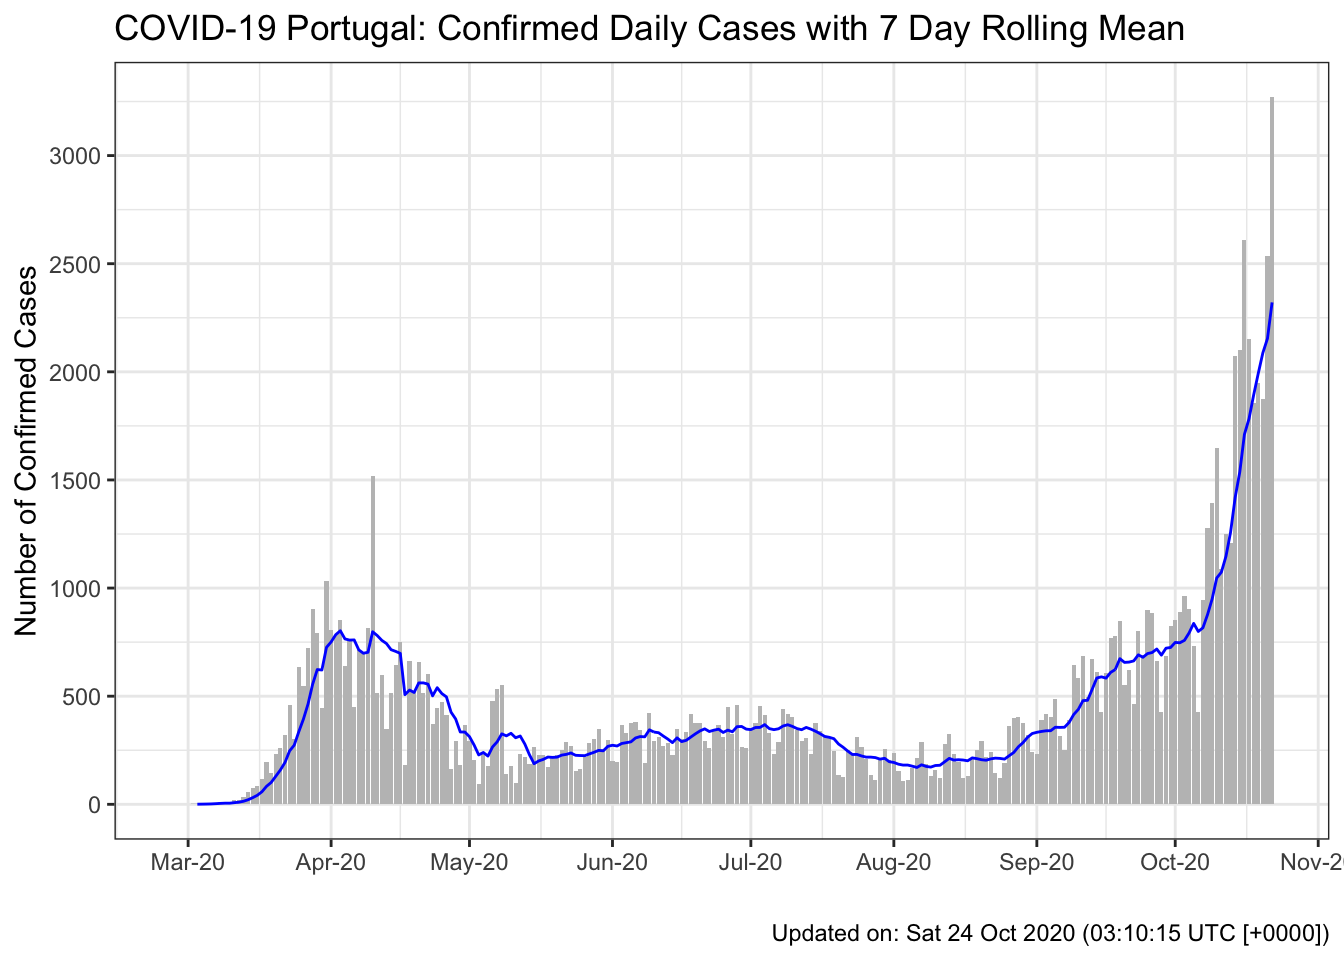 COVID-19 Portugal: Confirmed Daily Cases with 7 Day Rolling Mean
Number of Confirmed Cases
3000
2500
2000
1500
1000
500
0
Mar-20 Apr-20 May-20 Jun-20 Jul-20 Aug-20 Sep-20 Oct-20 Nov-2
Updated on: Sat 24 Oct 2020 (03:10:15 UTC [+0000])